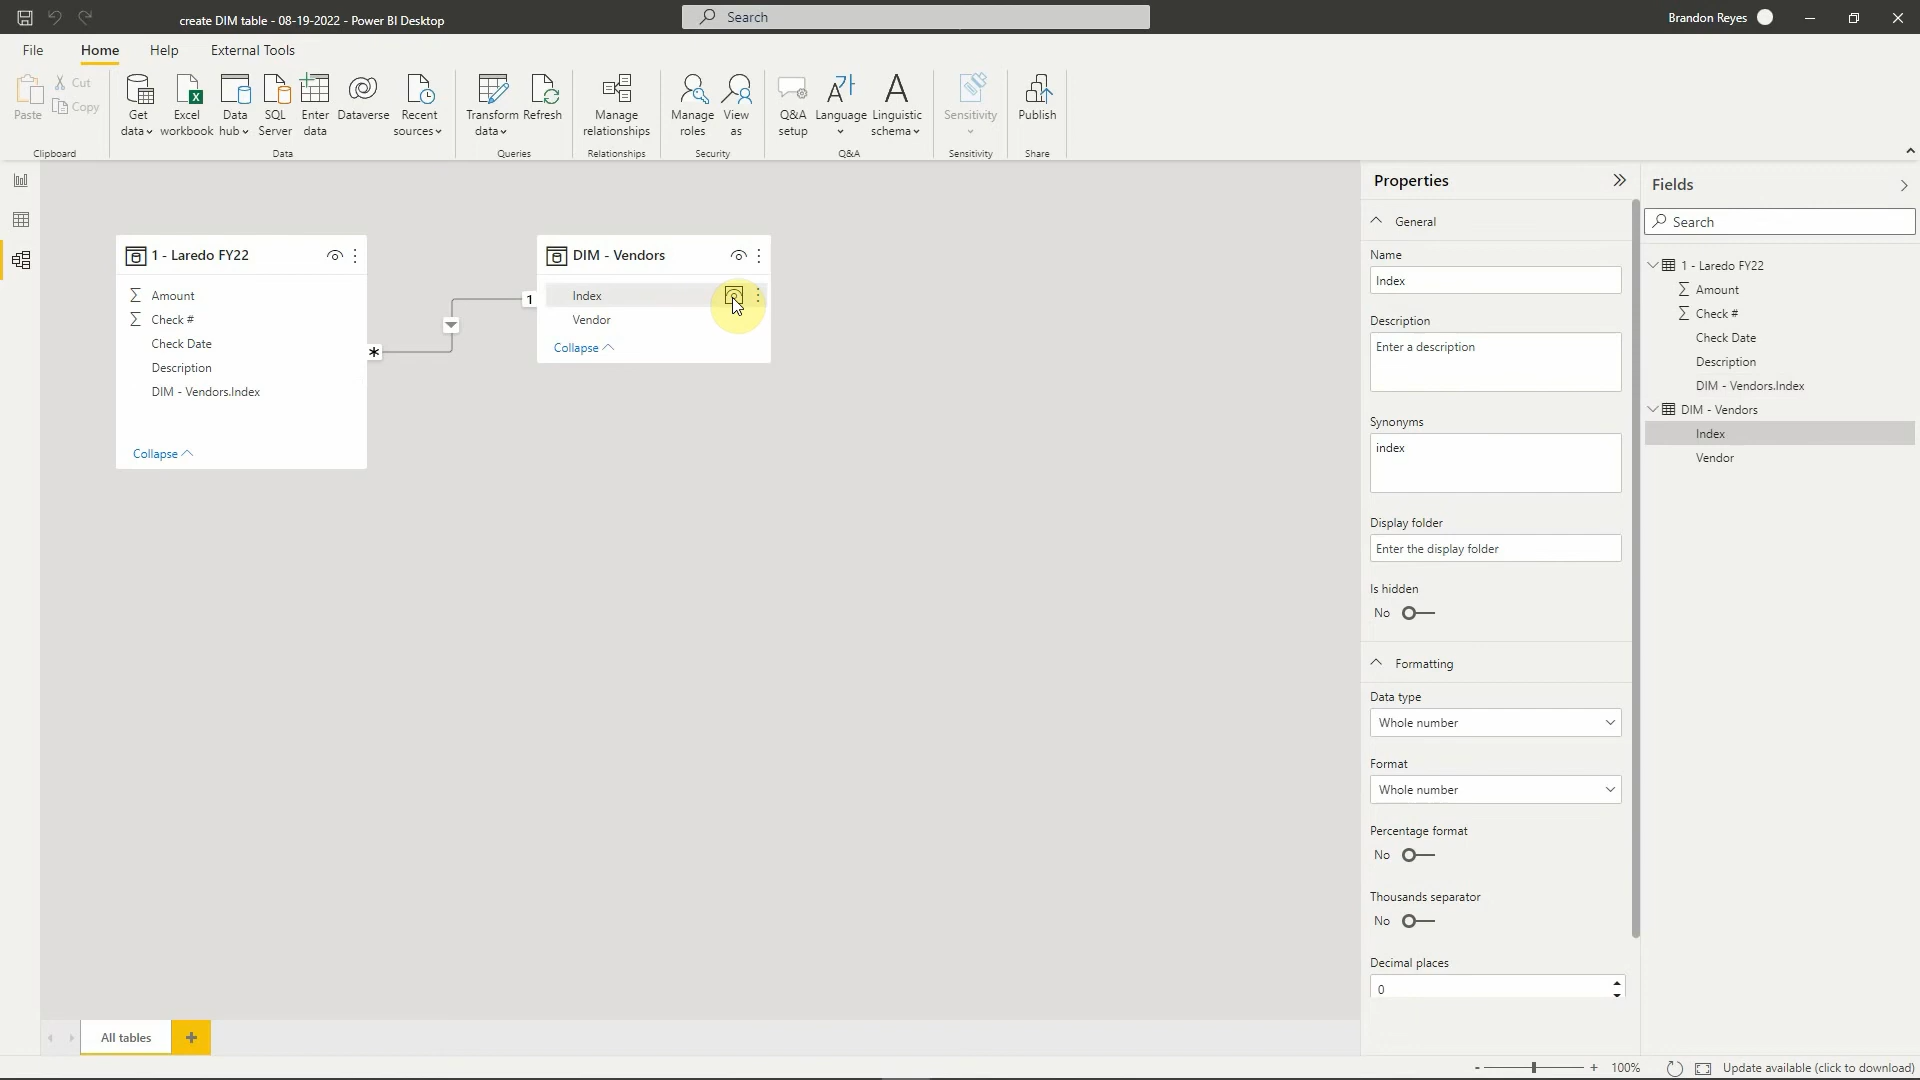 create DIM table - 08-19-2022 - Power BI Desktop
Search
Brandon Reyes
File
Home
Help
External Tools
Paste
Cut
Copy
Get data
Excel workbook
Data hub
SQL Server
Enter data
Dataverse
Recent sources
Transform data
Refresh
Manage relationships
Manage roles
View as
Q&A setup
Language
Linguistic schema
Sensitivity
Publish
Clipboard
Data
Queries
Relationships
Security
Q&A
Sensitivity
Share
1 - Laredo FY22
Σ Amount
Σ Check #
Check Date
Description
DIM - Vendors.Index
Collapse
*
1
DIM - Vendors
Index
Vendor
Collapse
Properties
General
Name
Index
Description
Enter a description
Synonyms
index
Display folder
Enter the display folder
Is hidden
No
Formatting
Data type
Whole number
Format
Whole number
Percentage format
No
Thousands separator
No
Decimal places
0
Fields
Search
1 - Laredo FY22
Σ Amount
Σ Check #
Check Date
Description
DIM - Vendors.Index
DIM - Vendors
Index
Vendor
All tables
+
- + 100%
Update available (click to download)